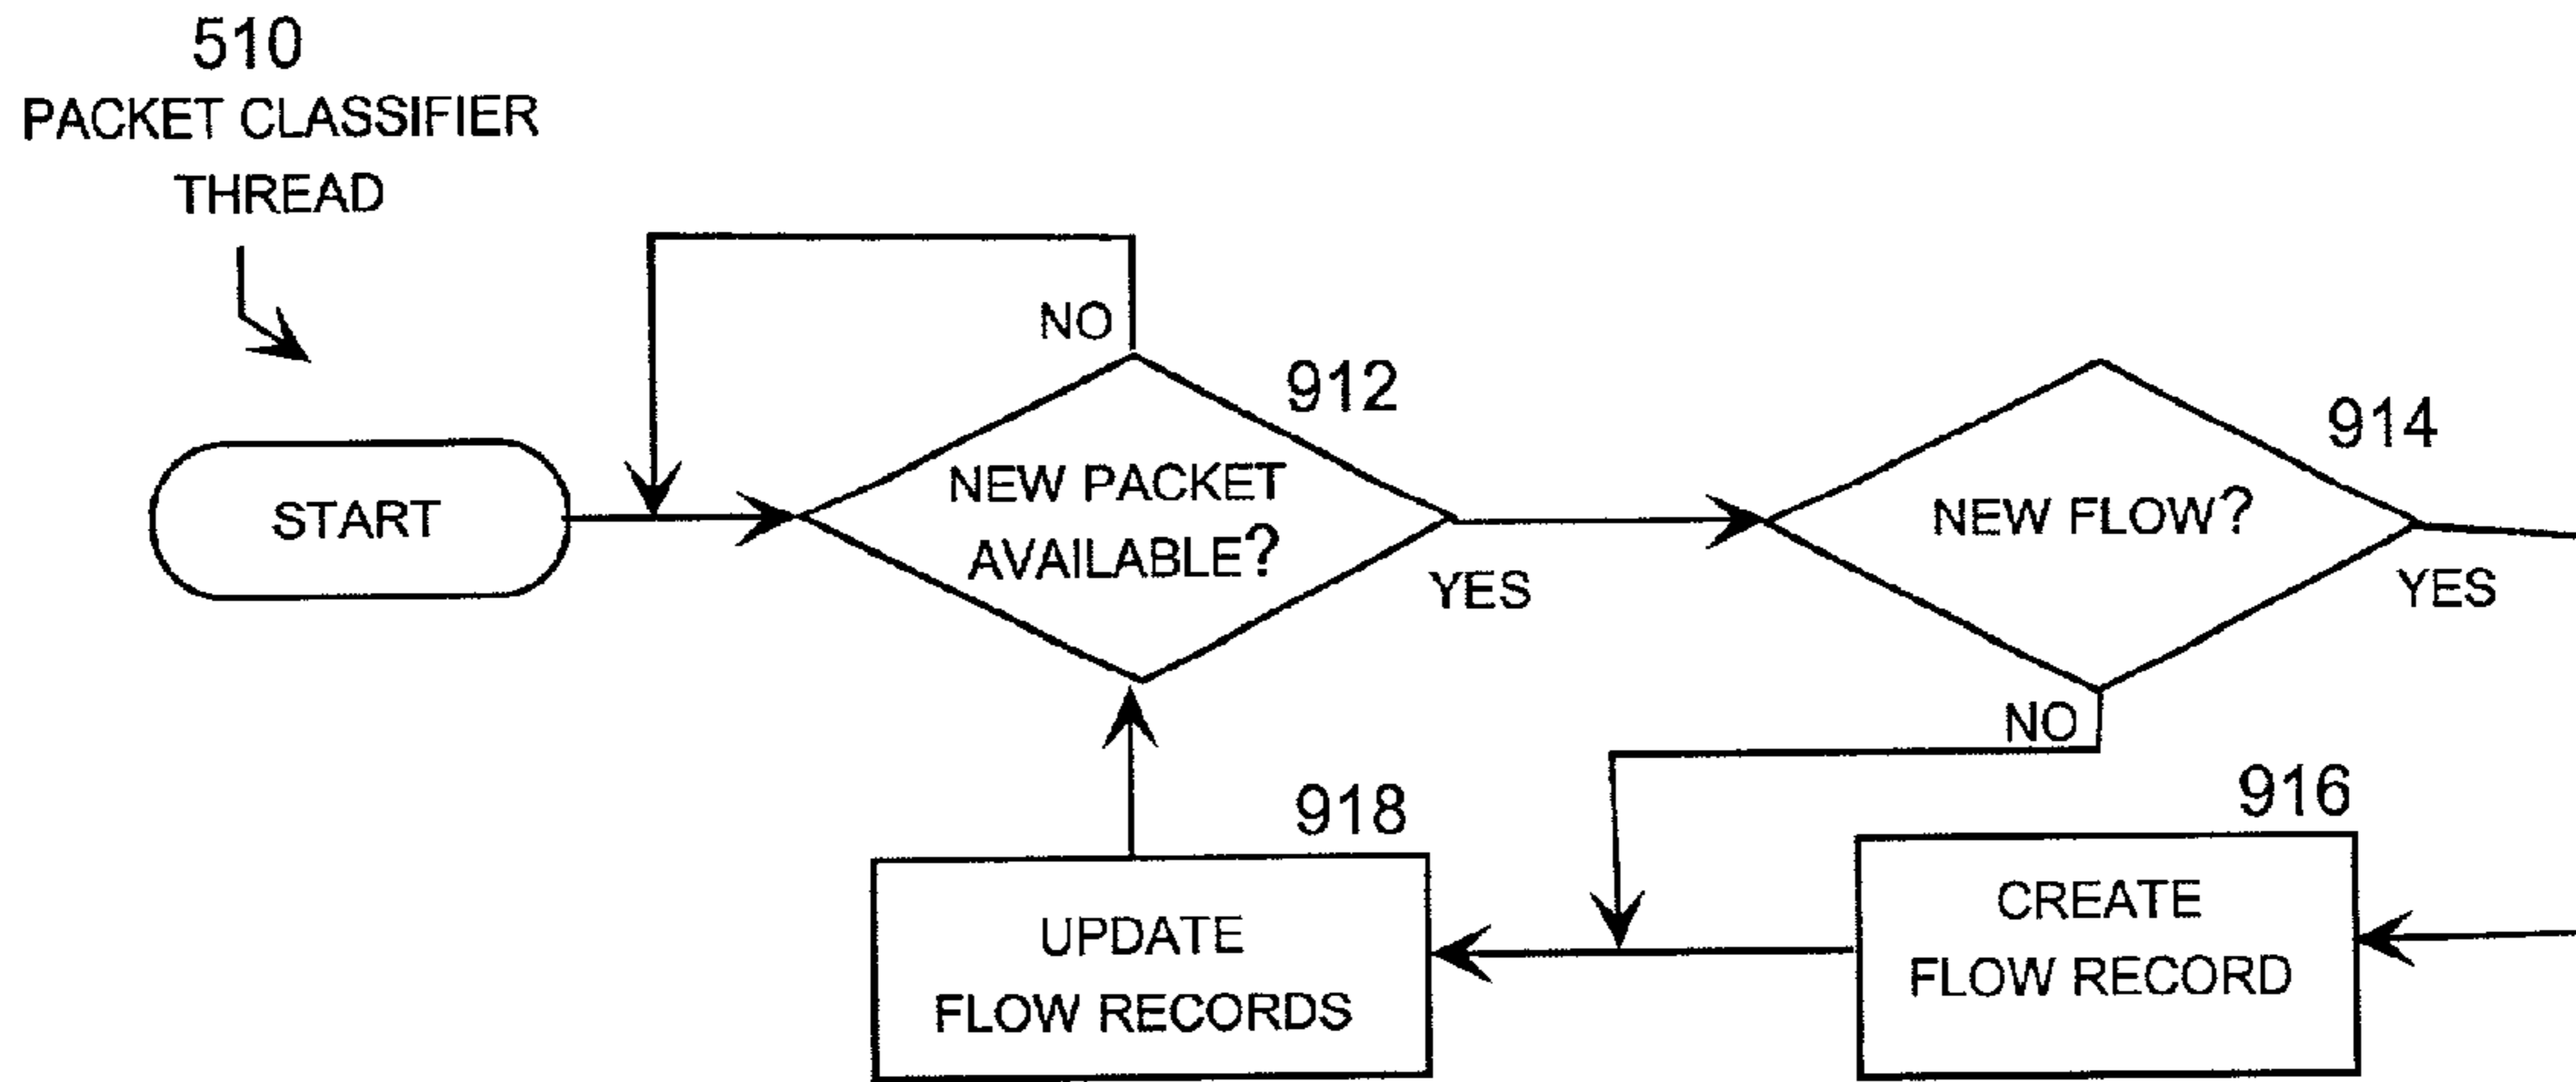 510
PACKET CLASSIFIER
THREAD
START
NO
912
NEW PACKET
AVAILABLE?
YES
914
NEW FLOW?
YES
NO
916
CREATE
FLOW RECORD
918
UPDATE
FLOW RECORDS